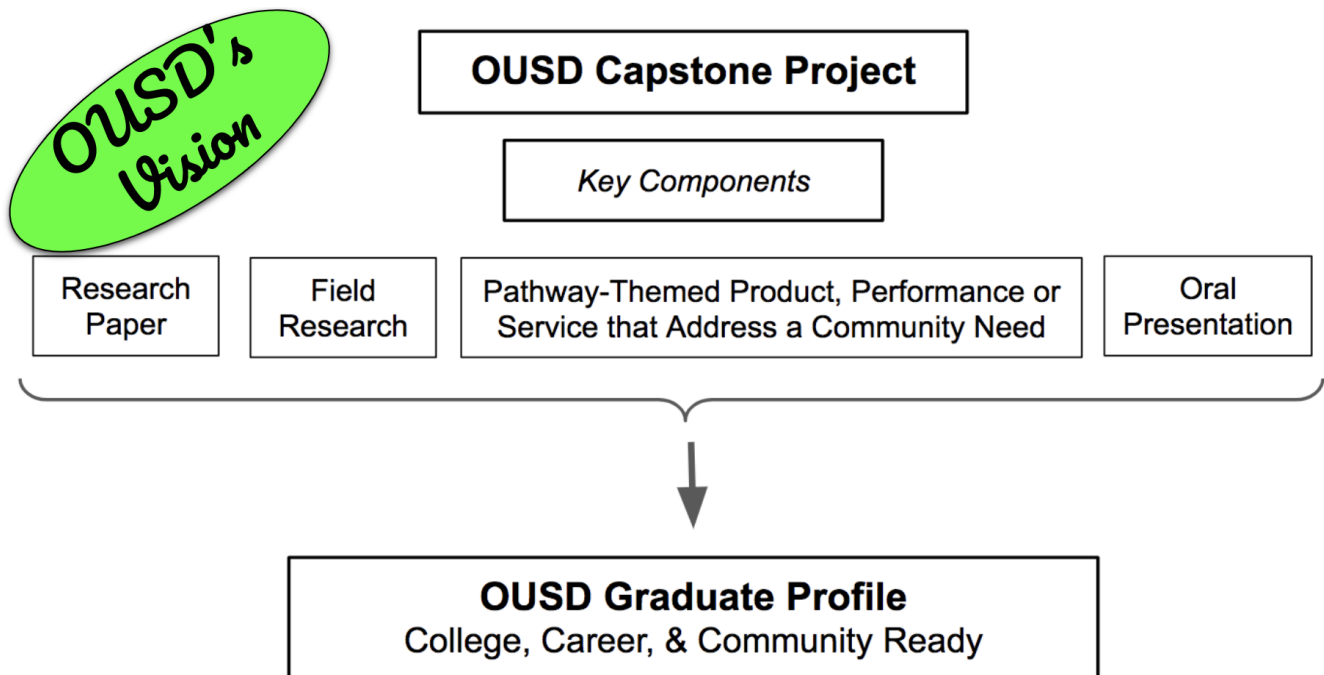 OUSD's
Vision
OUSD Capstone Project
Key Components
Research
Paper
Field
Research
Pathway-Themed Product, Performance or
Service that Address a Community Need
Oral
Presentation
OUSD Graduate Profile
College, Career, & Community Ready